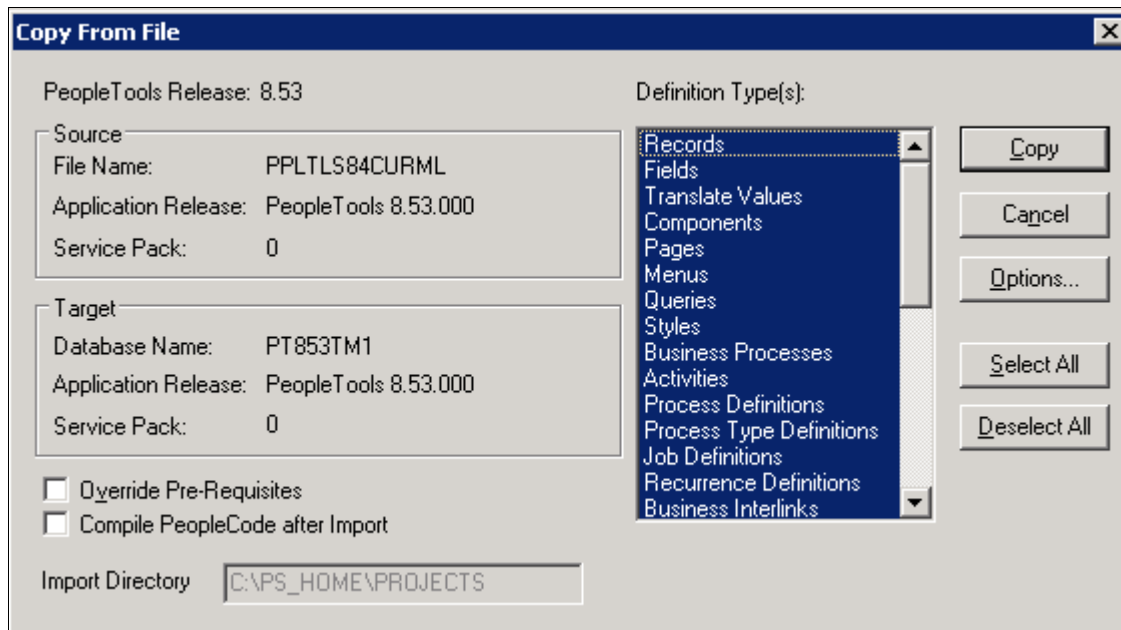 Copy From File
PeopleTools Release: 8.53
Source
File Name: PPLTLS84CURML
Application Release: PeopleTools 8.53.000
Service Pack: 0
Target
Database Name: PT853TM1
Application Release: PeopleTools 8.53.000
Service Pack: 0
Override Pre-Requisites
Compile PeopleCode after Import
Import Directory C:\PS_HOME\PROJECTS
Definition Type(s):
Records
Fields
Translate Values
Components
Pages
Menus
Queries
Styles
Business Processes
Activities
Process Definitions
Process Type Definitions
Job Definitions
Recurrence Definitions
Business Interlinks
Copy
Cancel
Options...
Select All
Deselect All